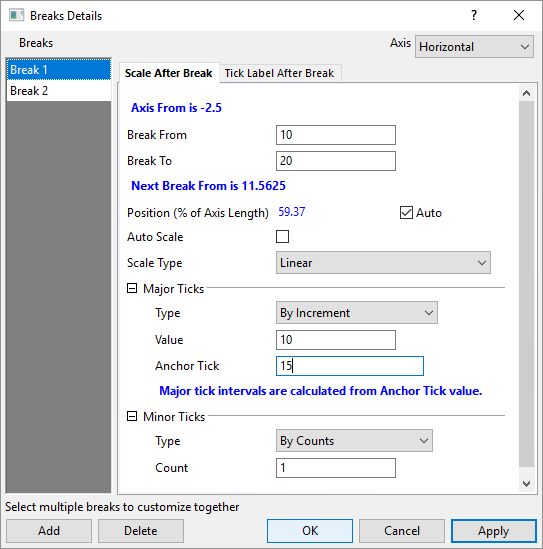 Breaks Details
?
Breaks
Axis Horizontal
Break 1
Break 2
Scale After Break Tick Label After Break
Axis From is -2.5
Break From 10
Break To 20
Next Break From is 11.5625
Position (% of Axis Length) 59.37 Auto
Auto Scale
Scale Type Linear
Major Ticks
Type By Increment
Value 10
Anchor Tick 15
Major tick intervals are calculated from Anchor Tick value.
Minor Ticks
Type By Counts
Count 1
Select multiple breaks to customize together
Add Delete OK Cancel Apply